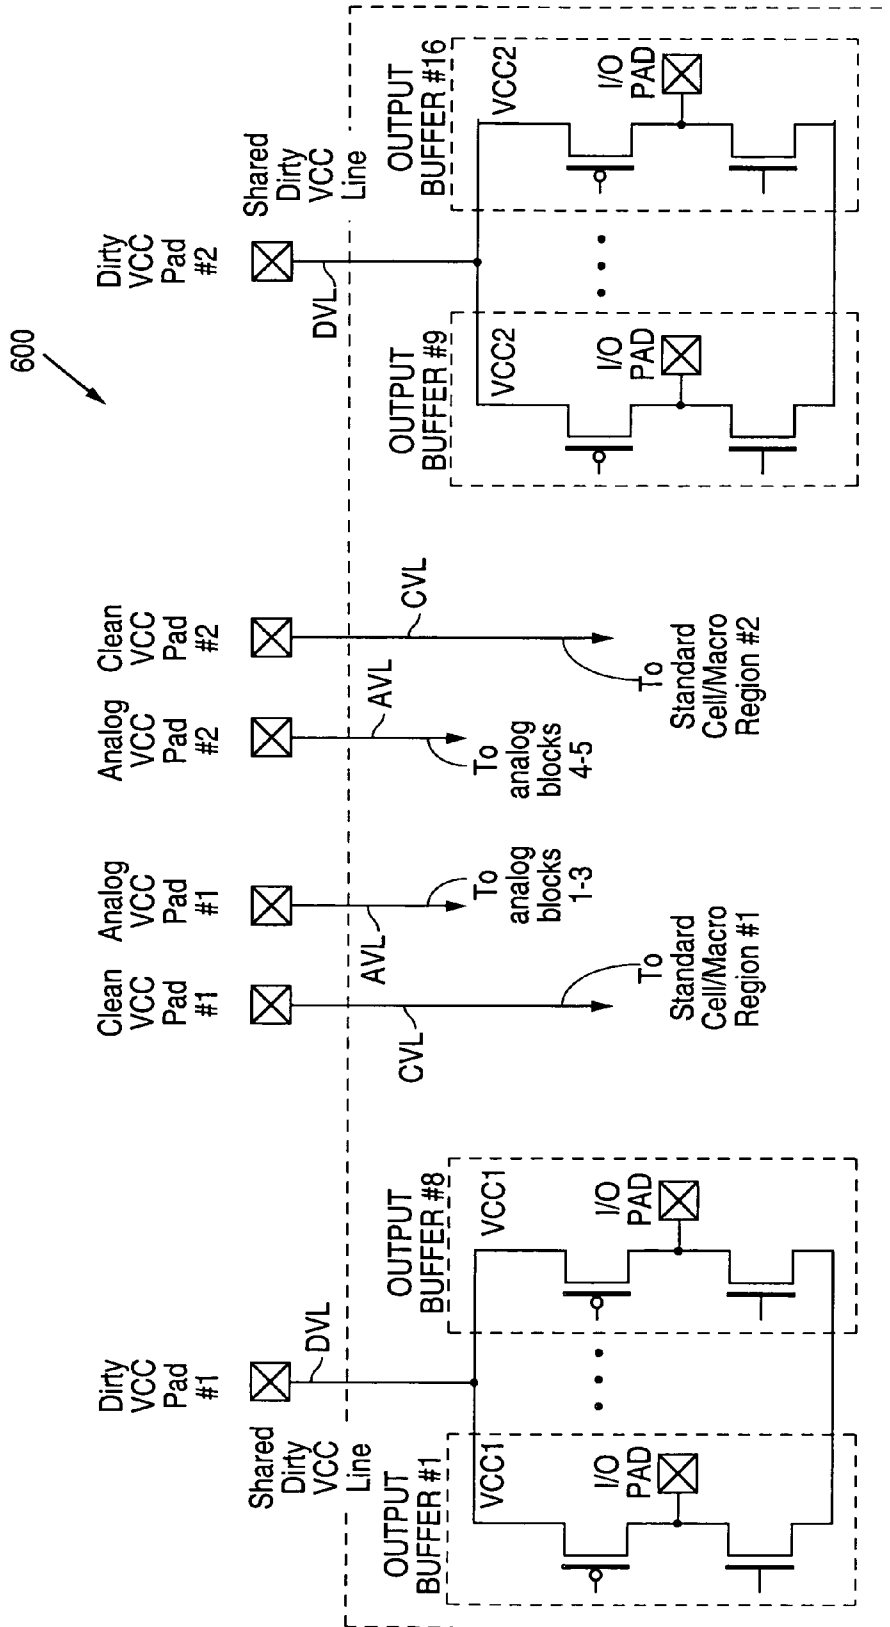 600
Dirty
VCC
Pad
#1
Clean
VCC
Pad
#1
Analog
VCC
Pad
#1
Analog
VCC
Pad
#2
Clean
VCC
Pad
#2
Dirty
VCC
Pad
#2
Shared
Dirty
VCC
Line
DVL
CVL
AVL
AVL
CVL
DVL
Shared
Dirty
VCC
Line
OUTPUT
BUFFER #1
VCC1
I/O
PAD
OUTPUT
BUFFER #8
VCC1
I/O
PAD
To
Standard
Cell/Macro
Region #1
To
analog
blocks
1-3
To
analog
blocks
4-5
To
Standard
Cell/Macro
Region #2
OUTPUT
BUFFER #9
VCC2
I/O
PAD
OUTPUT
BUFFER #16
VCC2
I/O
PAD